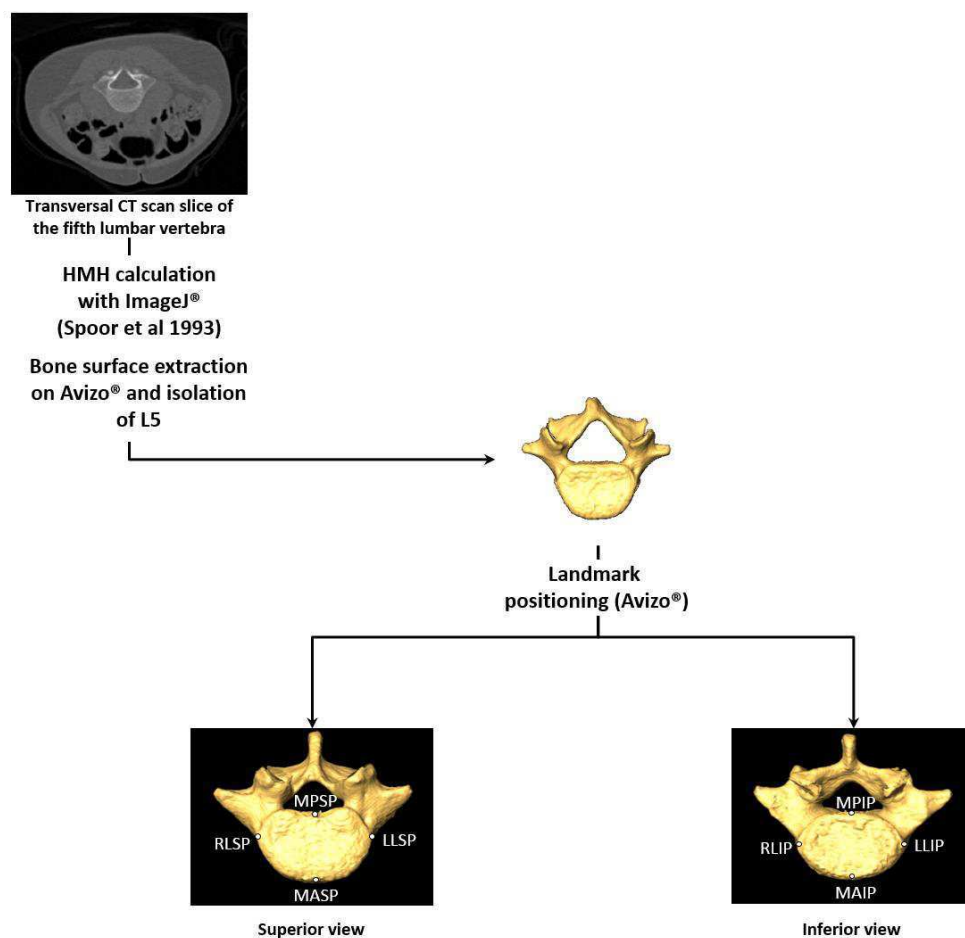 Transversal CT scan slice of
the fifth lumbar vertebra
HMH calculation
with ImageJ®
(Spoor et al 1993)
Bone surface extraction
on Avizo® and isolation
of L5
Landmark
positioning (Avizo®)
MPSP
RLSP
LLSP
MASP
Superior view
MPIP
RLIP
LLIP
MAIP
Inferior view